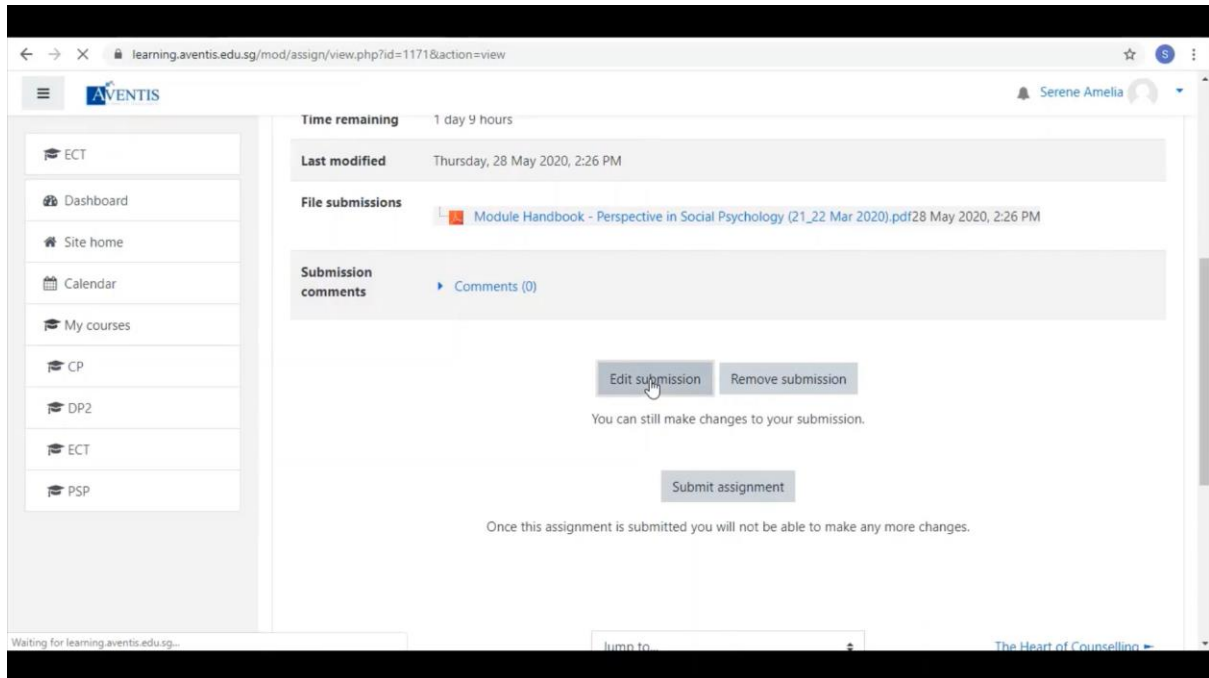 learning.aventis.edu.sg/mod/assign/view.php?id=1171&action=view
S
AVENTIS
Serene Amelia
Time remaining 1 day 9 hours
ECT
Last modified Thursday, 28 May 2020, 2:26 PM
Dashboard
File submissions
Module Handbook - Perspective in Social Psychology (21_22 Mar 2020).pdf28 May 2020, 2:26 PM
Site home
Calendar
Submission
comments
Comments (0)
My courses
CP
DP2
ECT
PSP
Edit submission Remove submission
You can still make changes to your submission.
Submit assignment
Once this assignment is submitted you will not be able to make any more changes.
Waiting for learning.aventis.edu.sg...
Jump to...
The Heart of Counselling